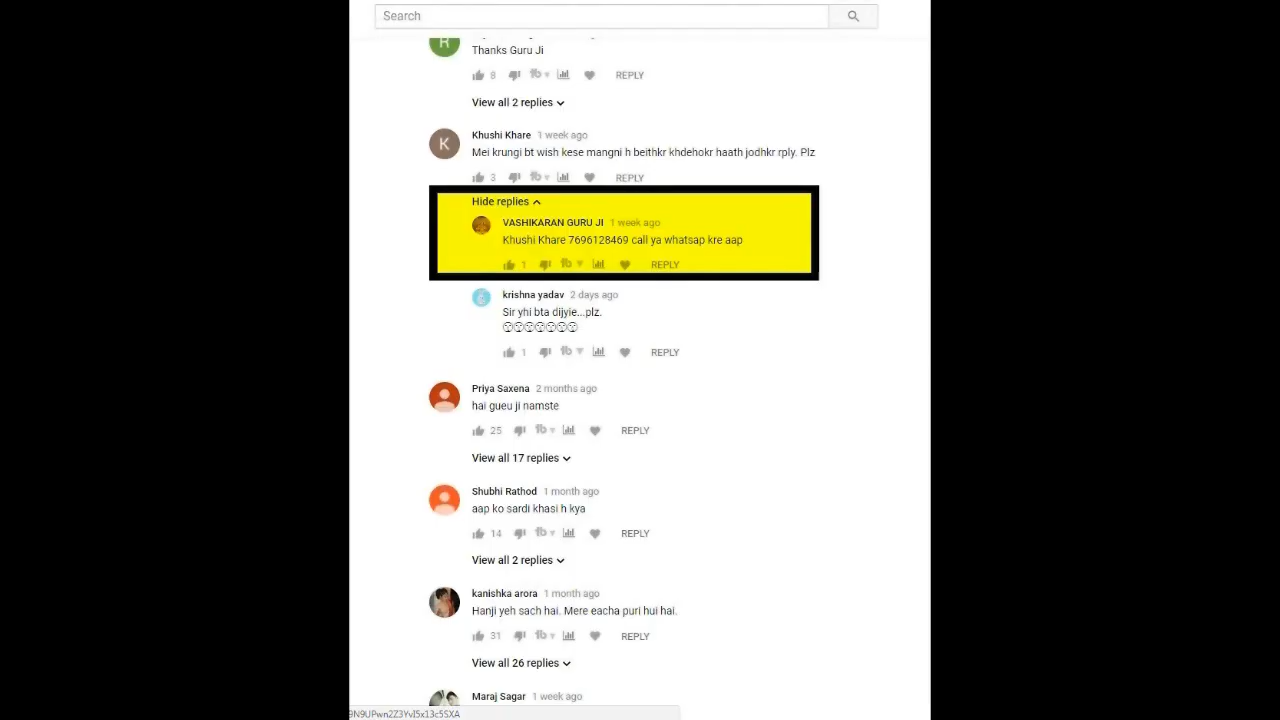 Search
R
Thanks Guru Ji
8 REPLY
View all 2 replies
K
Khushi Khare 1 week ago
Mei krungi bt wish kese mangni h beithkr khdehokr haath jodhkr rply. Plz
3 REPLY
Hide replies
VASHIKARAN GURU JI 1 week ago
Khushi Khare 7696128469 call ya whatsap kre aap
1 REPLY
krishna yadav 2 days ago
Sir yhi bta dijyie...plz.
1 REPLY
Priya Saxena 2 months ago
hai gueu ji namste
25 REPLY
View all 17 replies
Shubhi Rathod 1 month ago
aap ko sardi khasi h kya
14 REPLY
View all 2 replies
kanishka arora 1 month ago
Hanji yeh sach hai. Mere eacha puri hui hai.
31 REPLY
View all 26 replies
Maraj Sagar 1 week ago